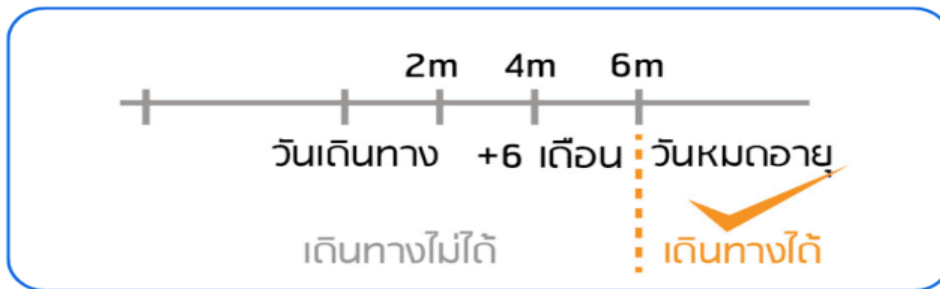 2m 4m 6m
วันเดินทาง +6 เดือน วันหมดอายุ
เดินทางไม่ได้ เดินทางได้